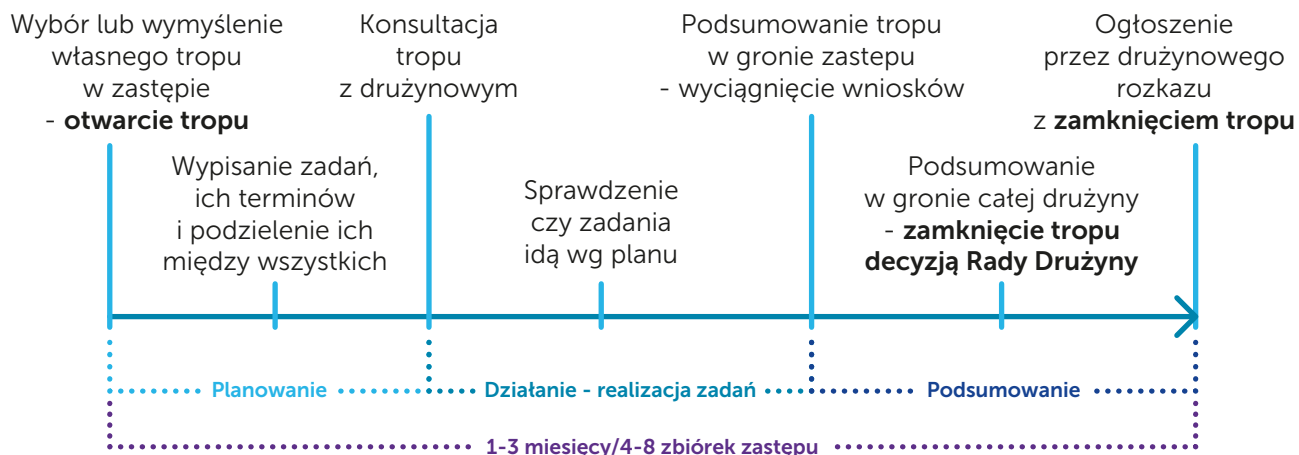 Wybór lub wymyślenie
własnego tropu
w zastępie
- otwarcie tropu
Wypisanie zadań,
ich terminów
i podzielenie ich
między wszystkich
Konsultacja
tropu
z drużynowym
Sprawdzenie
czy zadania
idą wg planu
Podsumowanie tropu
w gronie zastepu
- wyciągnięcie wniosków
Podsumowanie
w gronie całej drużyny
- zamknięcie tropu
decyzją Rady Drużyny
Ogłoszenie
przez drużynowego
rozkazu
z zamknięciem tropu
Planowanie
Działanie - realizacja zadań
Podsumowanie
1-3 miesięcy/4-8 zbiórek zastępu